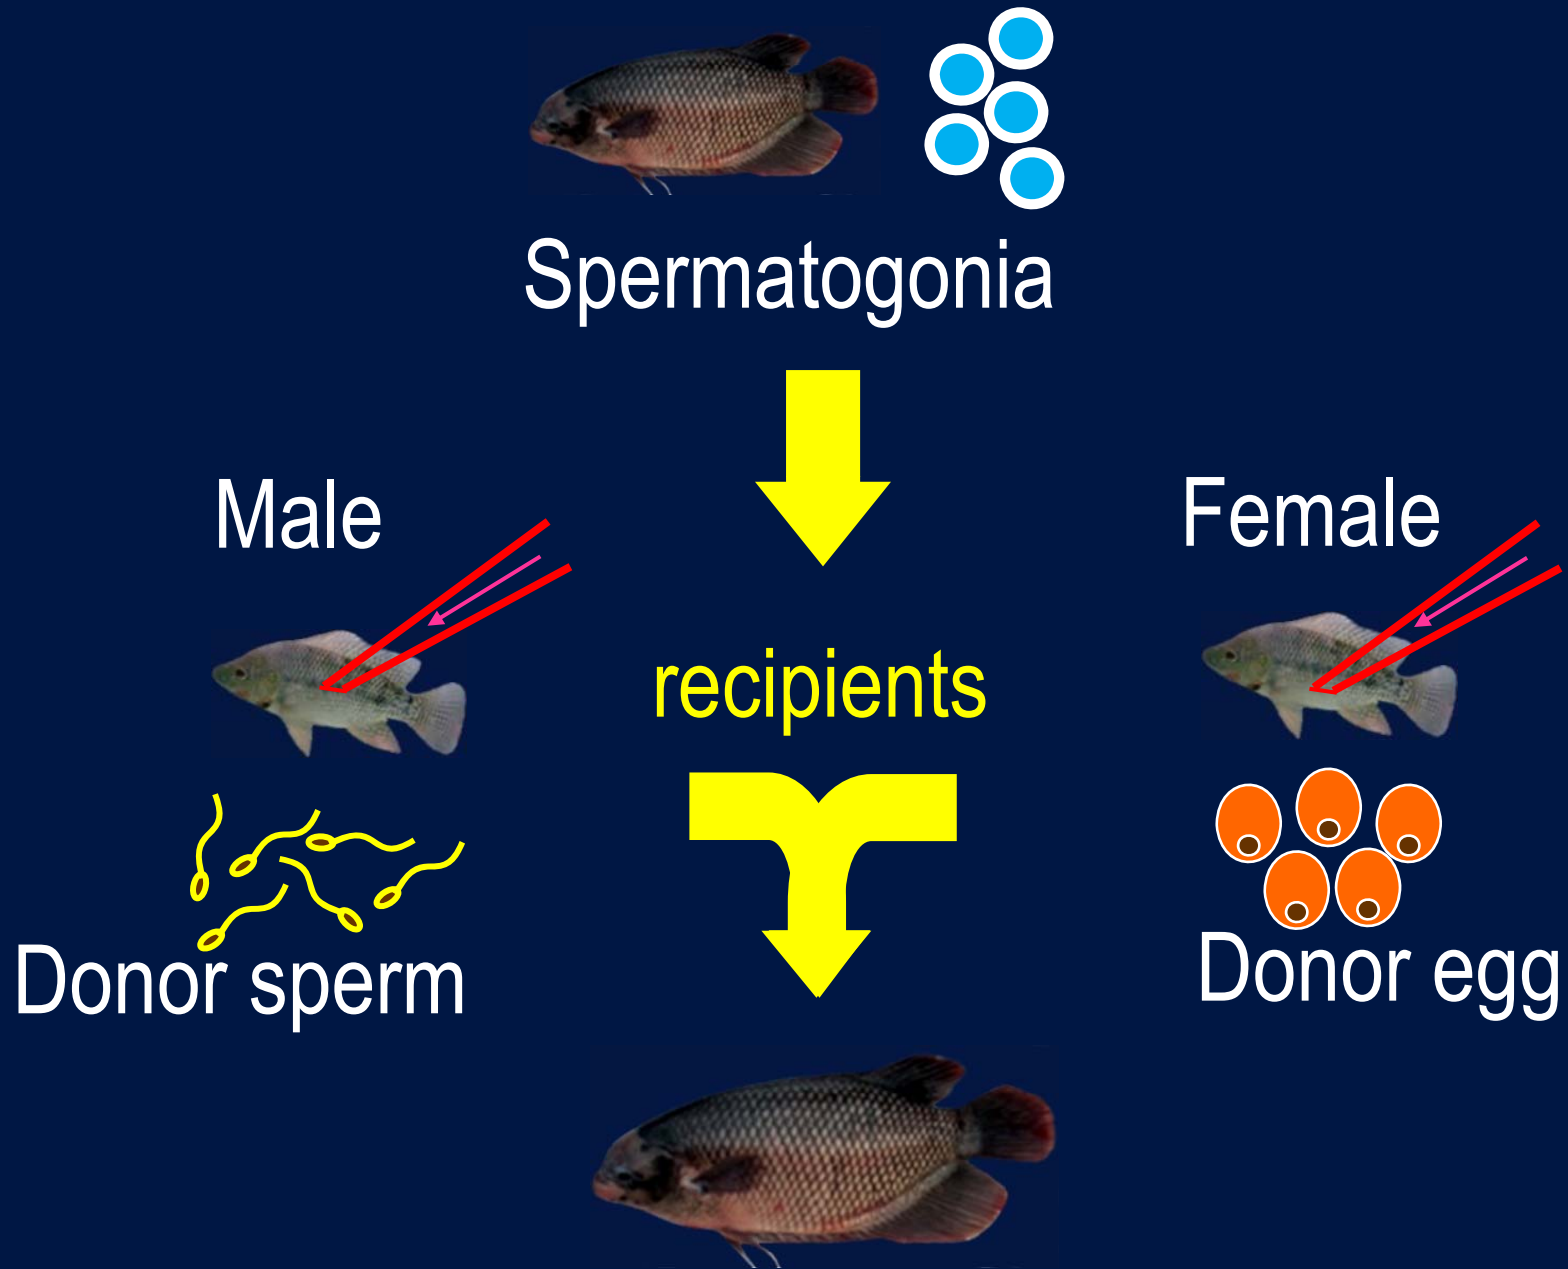 Spermatogonia
Male
Female
recipients
Donor sperm
Donor egg